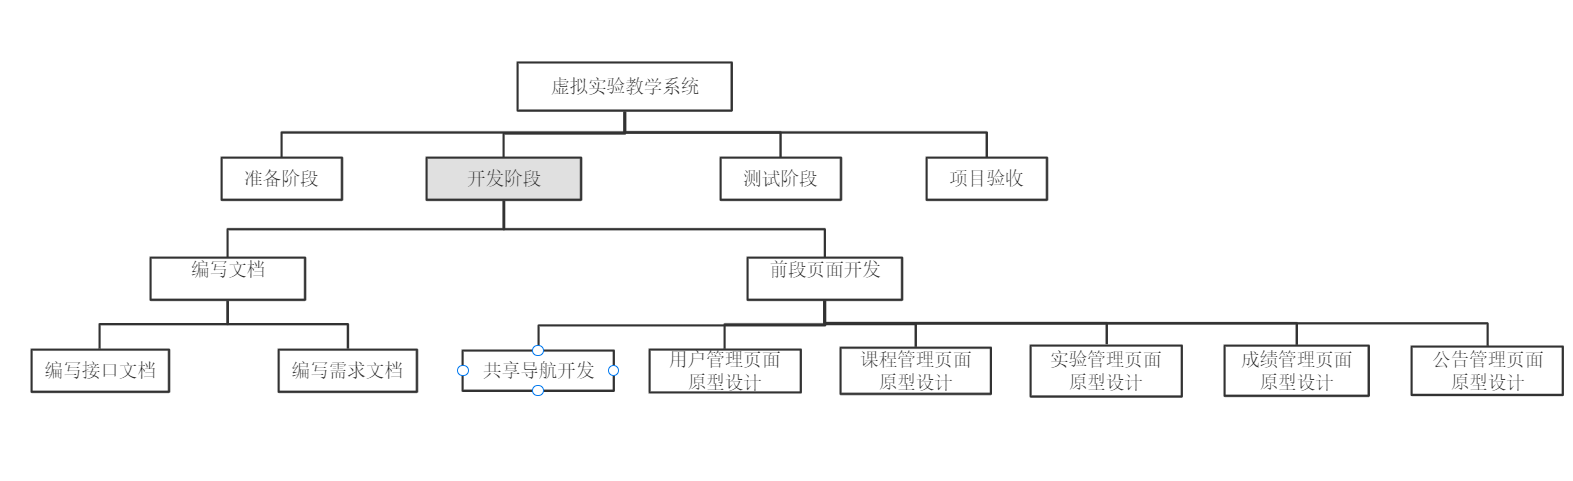 虚拟实验教学系统
准备阶段
开发阶段
测试阶段
项目验收
编写文档
前段页面开发
编写接口文档
编写需求文档
共享导航开发
用户管理页面
原型设计
课程管理页面
原型设计
实验管理页面
原型设计
成绩管理页面
原型设计
公告管理页面
原型设计